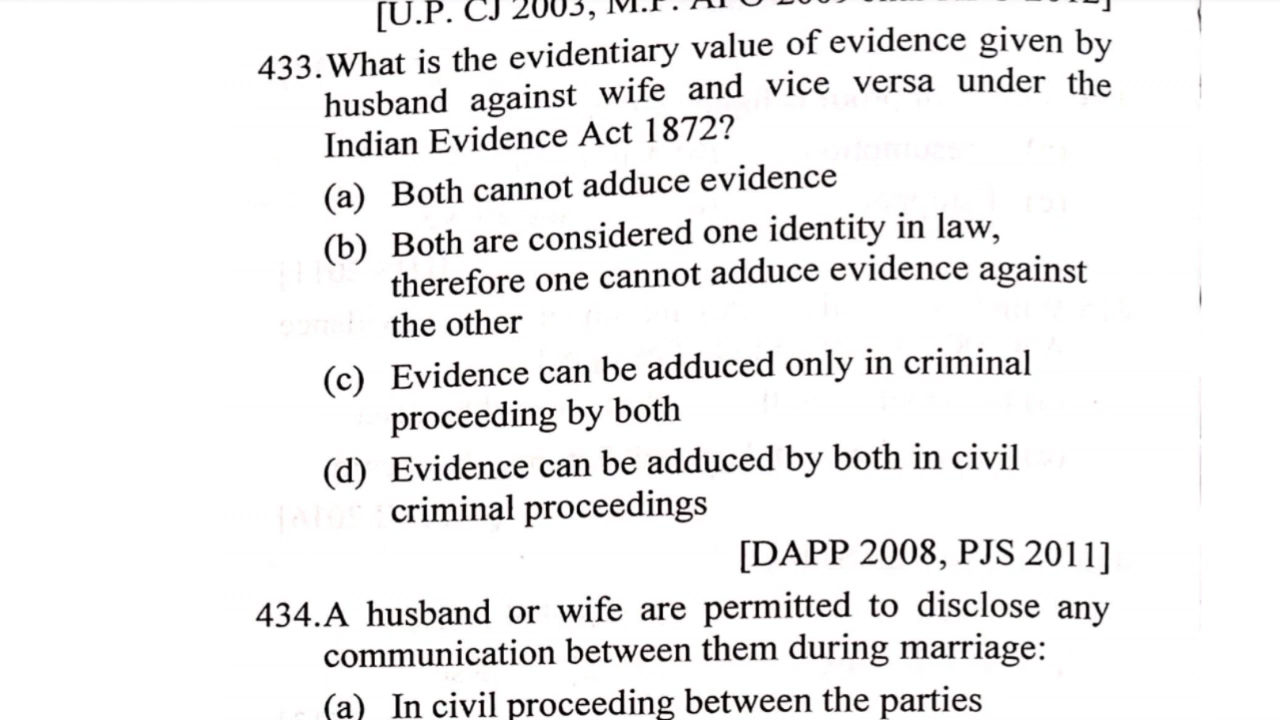 [U.P. CJ 2003, M.P.
433. What is the evidentiary value of evidence given by
husband against wife and vice versa under the
Indian Evidence Act 1872?
(a) Both cannot adduce evidence
(b) Both are considered one identity in law,
therefore one cannot adduce evidence against
the other
(c) Evidence can be adduced only in criminal
proceeding by both
(d) Evidence can be adduced by both in civil
criminal proceedings
[DAPP 2008, PJS 2011]
434. A husband or wife are permitted to disclose any
communication between them during marriage:
(a) In civil proceeding between the parties